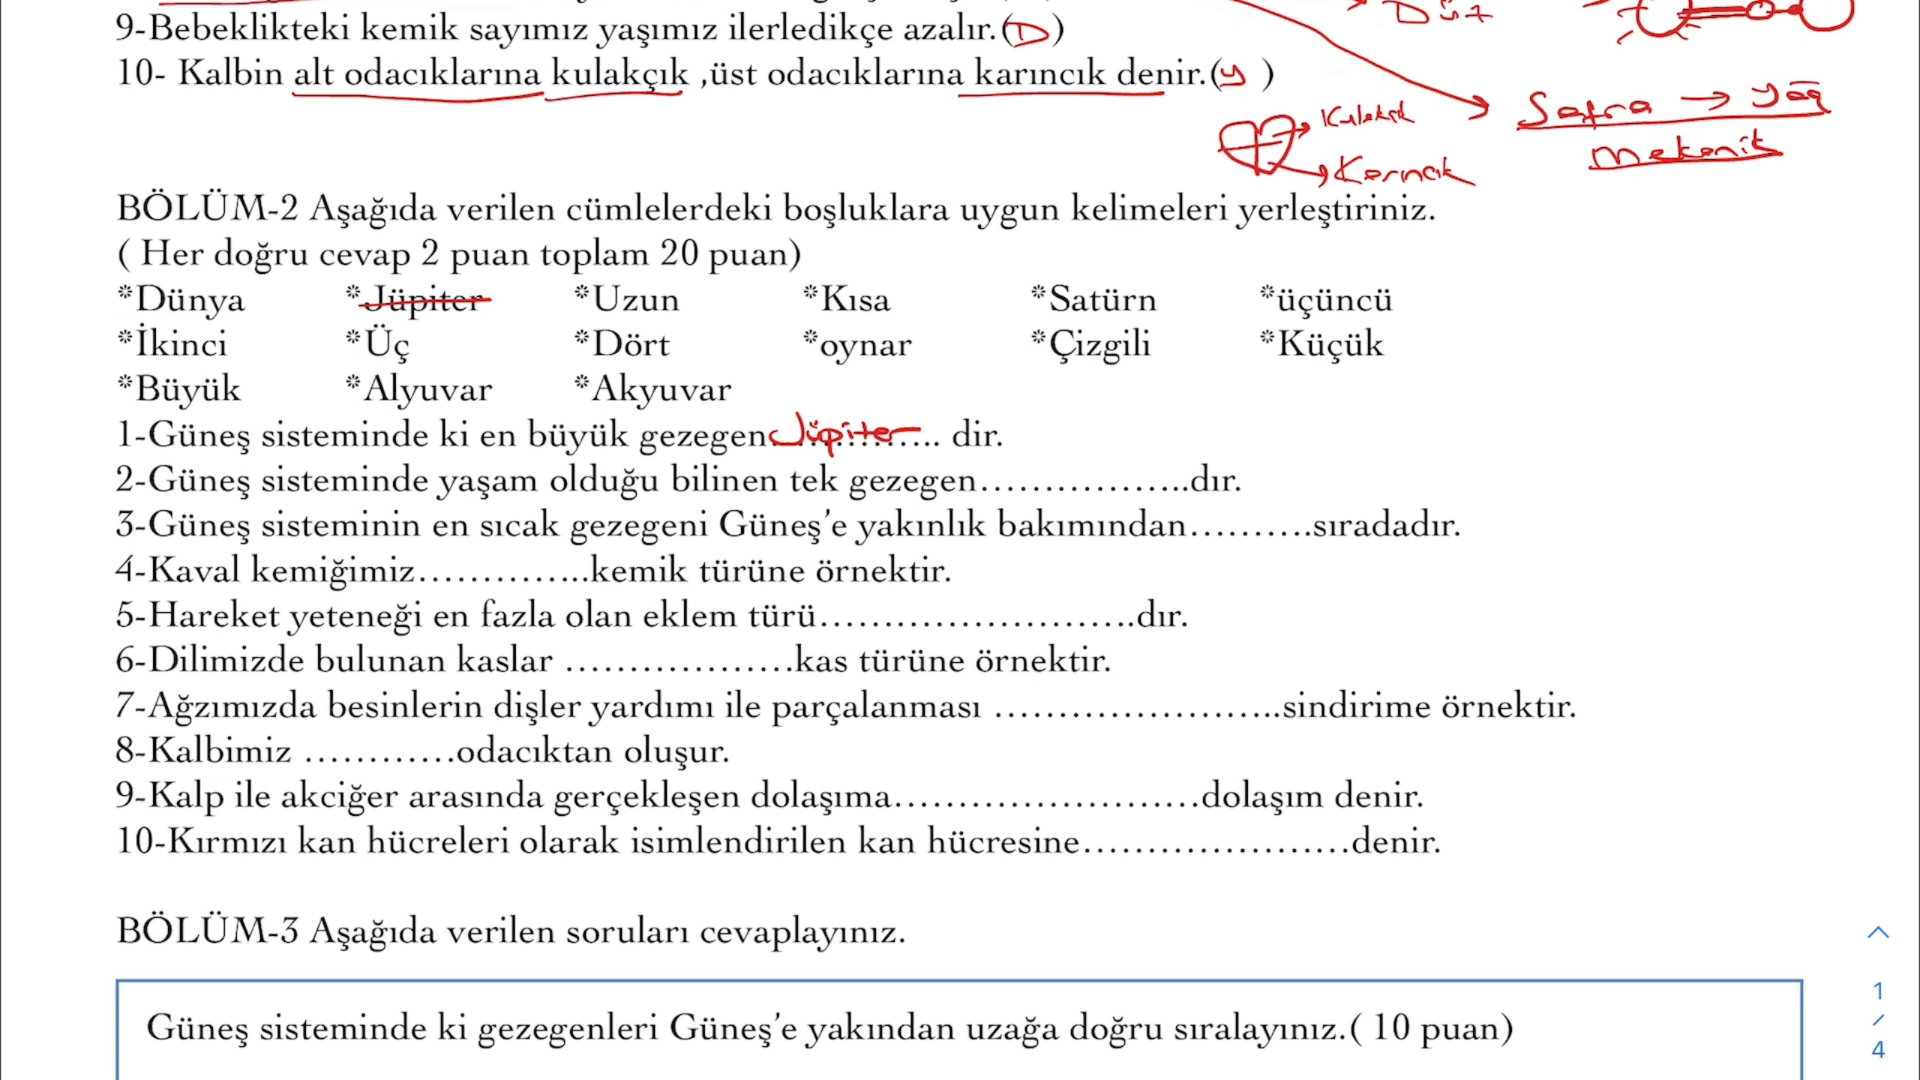 9-Bebeklikteki kemik sayımız yaşımız ilerledikçe azalır.(D)
10- Kalbin alt odacıklarına kulakçık ,üst odacıklarına karıncık denir.(y )
Düz
Safra → yağ
mekanik
Kulakçık
Karıncık
BÖLÜM-2 Aşağıda verilen cümlelerdeki boşluklara uygun kelimeleri yerleştiriniz.
( Her doğru cevap 2 puan toplam 20 puan)
*Dünya *Jüpiter *Uzun *Kısa *Satürn *üçüncü
*İkinci *Üç *Dört *oynar *Çizgili *Küçük
*Büyük *Alyuvar *Akyuvar
1-Güneş sisteminde ki en büyük gezegen Jüpiter……….. dir.
2-Güneş sisteminde yaşam olduğu bilinen tek gezegen……………..dır.
3-Güneş sisteminin en sıcak gezegeni Güneş’e yakınlık bakımından……….sıradadır.
4-Kaval kemiğimiz…………..kemik türüne örnektir.
5-Hareket yeteneği en fazla olan eklem türü…………………….dır.
6-Dilimizde bulunan kaslar ………………kas türüne örnektir.
7-Ağzımızda besinlerin dişler yardımı ile parçalanması …………………..sindirime örnektir.
8-Kalbimiz …………odacıktan oluşur.
9-Kalp ile akciğer arasında gerçekleşen dolaşıma……………………dolaşım denir.
10-Kırmızı kan hücreleri olarak isimlendirilen kan hücresine…………………denir.
BÖLÜM-3 Aşağıda verilen soruları cevaplayınız.
Güneş sisteminde ki gezegenleri Güneş’e yakından uzağa doğru sıralayınız.( 10 puan)
1
/
4